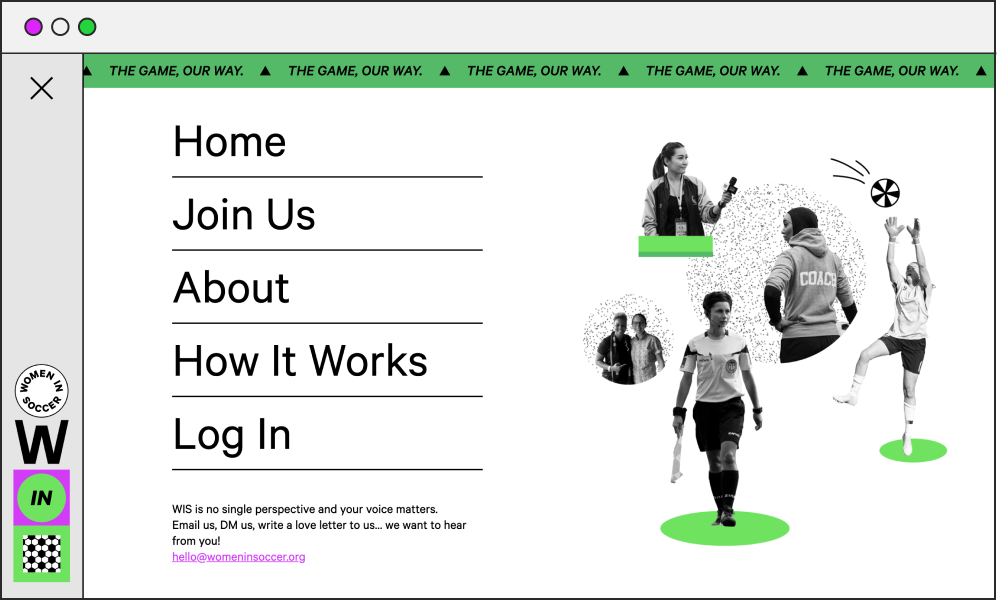 THE GAME, OUR WAY. THE GAME, OUR WAY. THE GAME, OUR WAY. THE GAME, OUR WAY. THE GAME, OUR WAY.
Home
Join Us
About
How It Works
Log In
WIS is no single perspective and your voice matters.
Email us, DM us, write a love letter to us... we want to hear
from you!
hello@womeninsoccer.org
WOMEN IN
SOCCER
W
IN
COACH